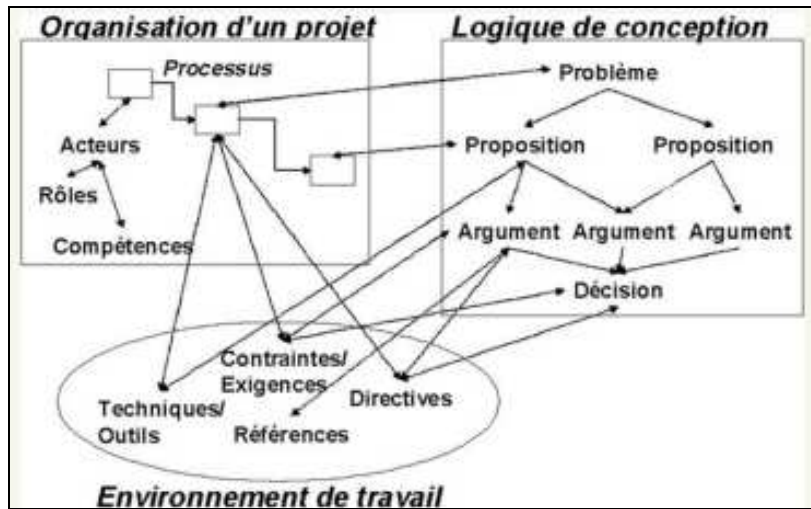 Organisation d'un projet
Logique de conception
Processus
Problème
Acteurs
Proposition
Proposition
Rôles
Compétences
Argument
Argument
Argument
Décision
Contraintes/
Exigences
Techniques/
Outils
Directives
Références
Environnement de travail